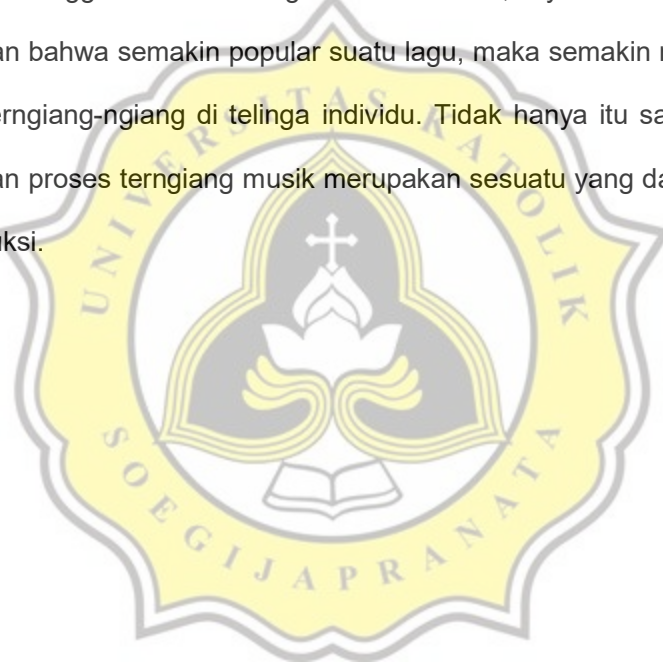 an bahwa semakin popular suatu lagu, maka semakin
erngiang-ngiang di telinga individu. Tidak hanya itu sa
an proses terngiang musik merupakan sesuatu yang da
ksi.
UNIVERSITAS KATOLIK
SOEGIJAPRANATA